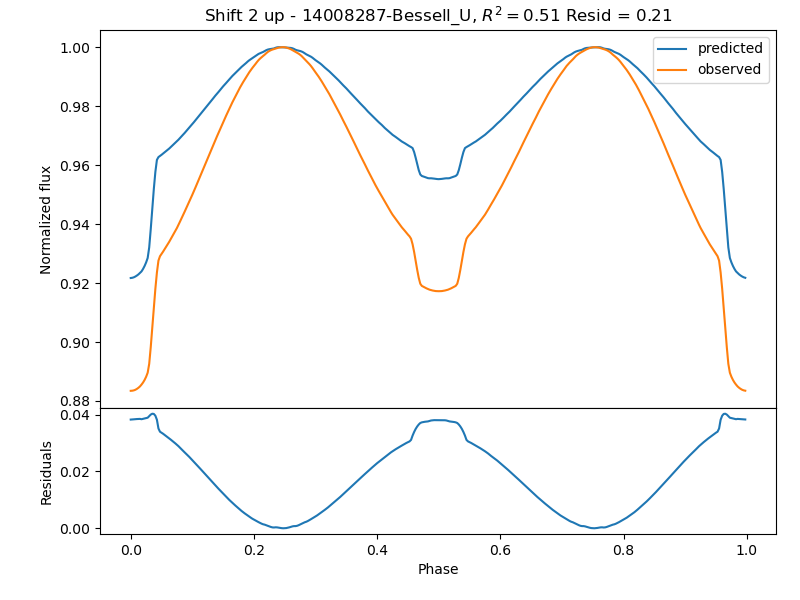 Shift 2 up - 14008287-Bessell_U, R² = 0.51 Resid = 0.21
predicted
observed
Normalized flux
1.00
0.98
0.96
0.94
0.92
0.90
0.88
Residuals
0.04
0.02
0.00
0.0 0.2 0.4 0.6 0.8 1.0
Phase